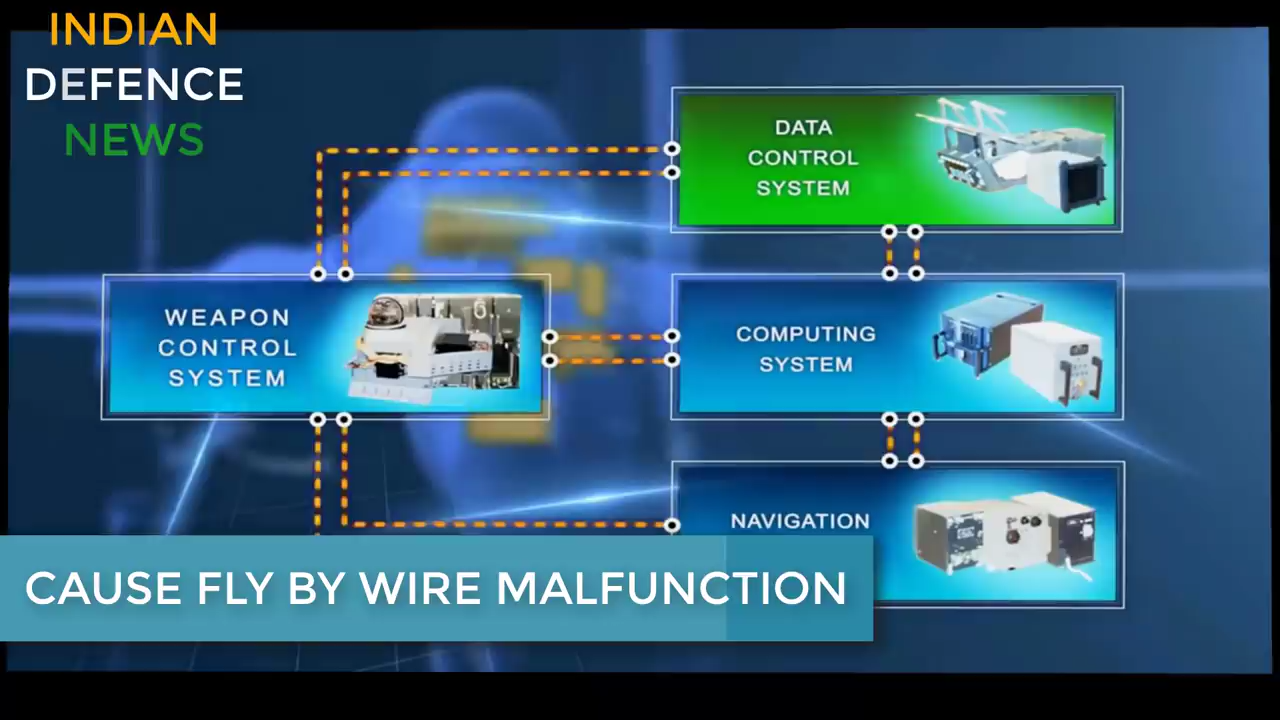 INDIAN
DEFENCE
NEWS
DATA
CONTROL
SYSTEM
WEAPON
CONTROL
SYSTEM
COMPUTING
SYSTEM
NAVIGATION
CAUSE FLY BY WIRE MALFUNCTION